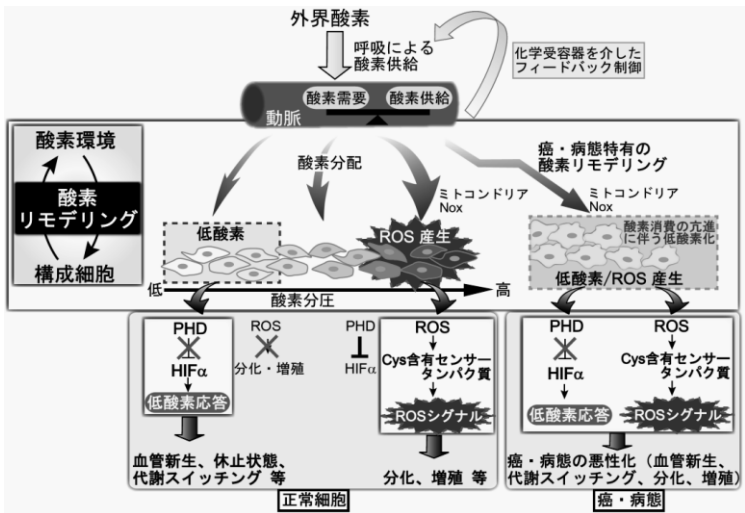 外界酸素
呼吸による
酸素供給
化学受容器を介した
フィードバック制御
酸素需要
酸素供給
動脈
酸素環境
酸素
リモデリング
構成細胞
酸素分配
癌・病態特有の
酸素リモデリング
ミトコンドリア
Nox
ミトコンドリア
Nox
低酸素
ROS 産生
酸素消費の亢進
に伴う低酸素化
低酸素/ROS 産生
低
酸素分圧
高
PHD
HIFα
低酸素応答
ROS
分化・増殖
PHD
HIFα
ROS
Cys含有センサー
タンパク質
ROSシグナル
PHD
HIFα
低酸素応答
ROS
Cys含有センサー
タンパク質
ROSシグナル
血管新生、休止状態、
代謝スイッチング 等
分化、増殖 等
癌・病態の悪性化（血管新生、
代謝スイッチング、分化、増殖）
正常細胞
癌・病態